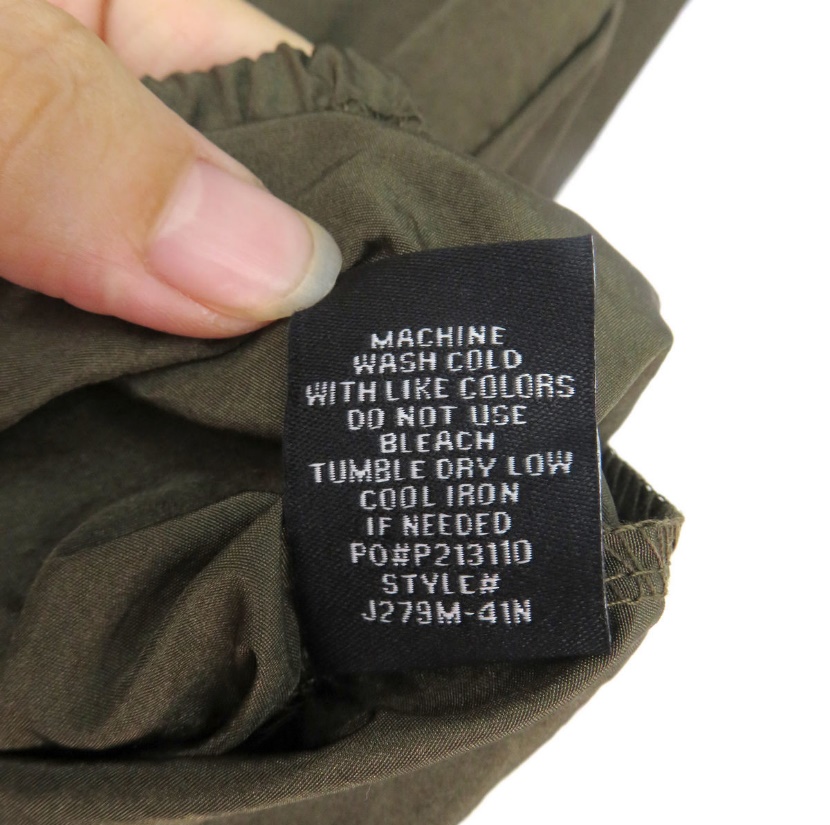 MACHINE
WASH COLD
WITH LIKE COLORS
DO NOT USE
BLEACH
TUMBLE DRY LOW
COOL IRON
IF NEEDED
PO#P213110
STYLE#
J279M-41N